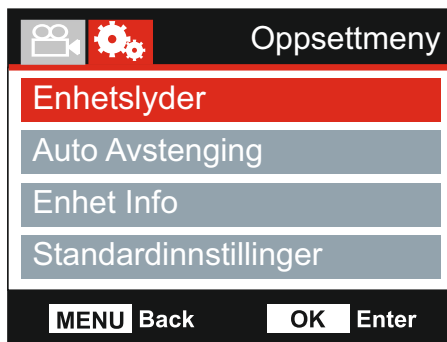 Oppsettmeny
Enhetslyder
Auto Avstenging
Enhet Info
Standardinnstillinger
MENU Back OK Enter